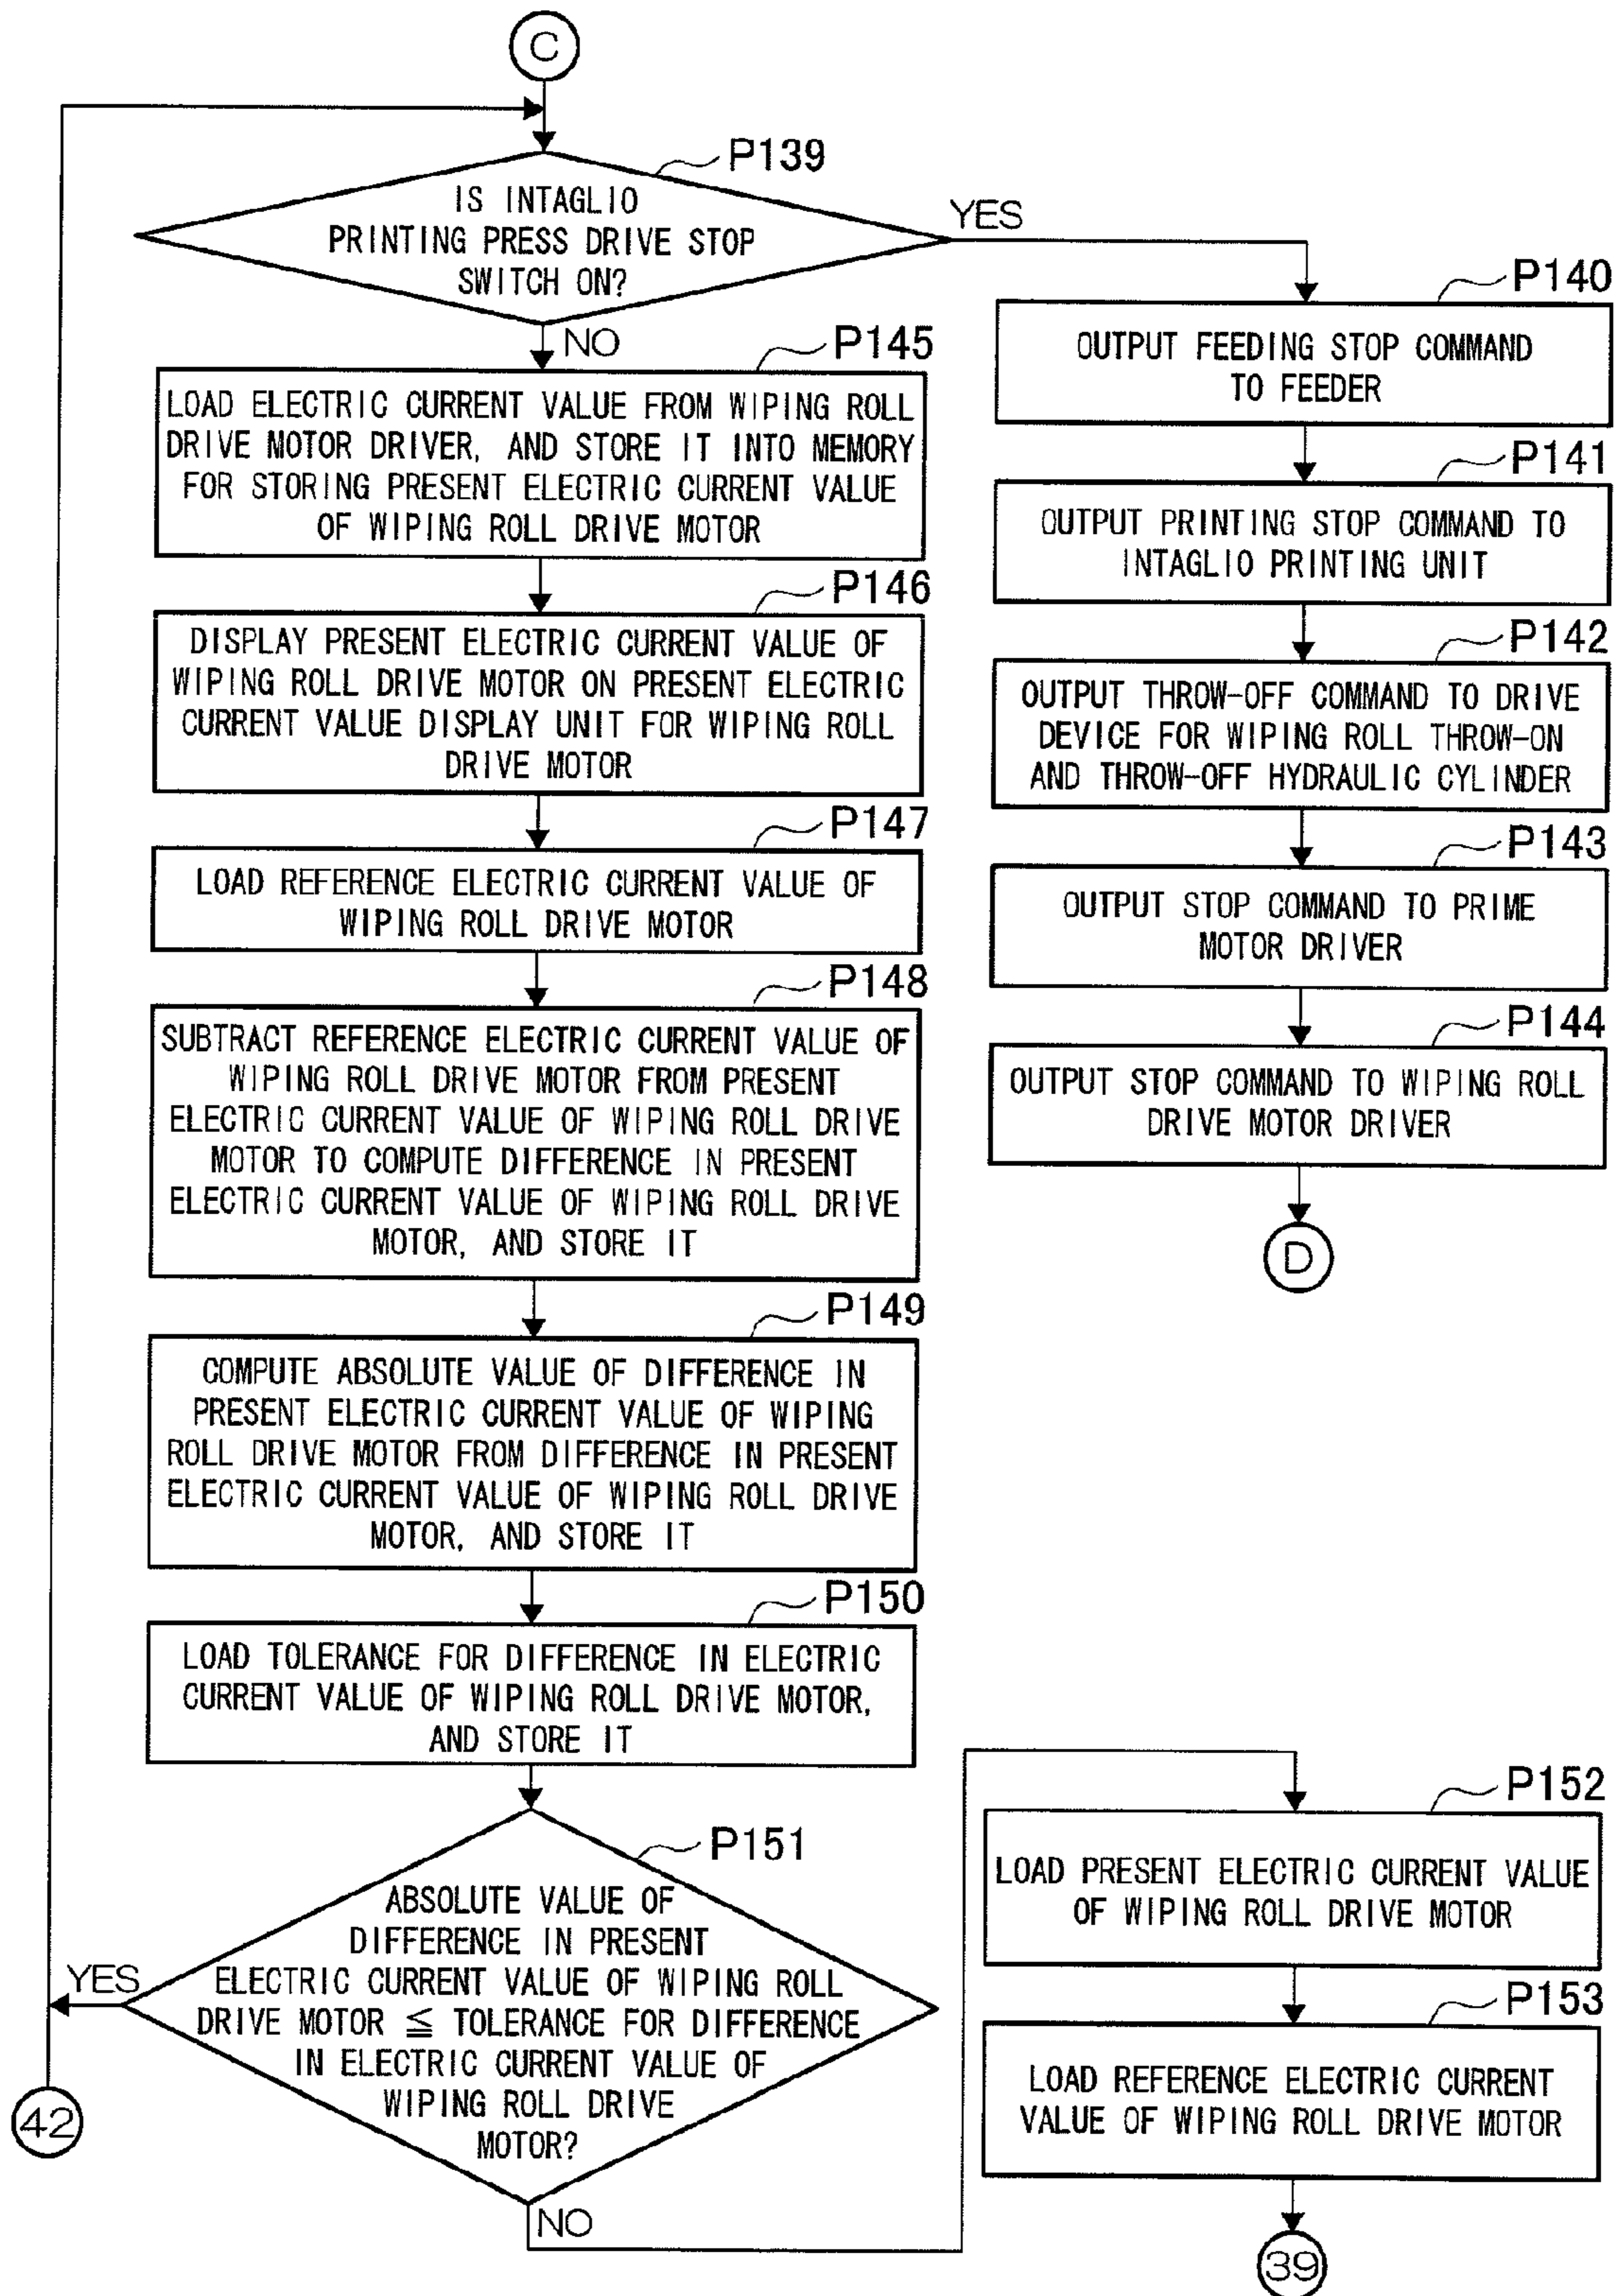 C
P139
IS INTAGLIO
PRINTING PRESS DRIVE STOP
SWITCH ON?
YES
NO
P145
LOAD ELECTRIC CURRENT VALUE FROM WIPING ROLL
DRIVE MOTOR DRIVER, AND STORE IT INTO MEMORY
FOR STORING PRESENT ELECTRIC CURRENT VALUE
OF WIPING ROLL DRIVE MOTOR
P146
DISPLAY PRESENT ELECTRIC CURRENT VALUE OF
WIPING ROLL DRIVE MOTOR ON PRESENT ELECTRIC
CURRENT VALUE DISPLAY UNIT FOR WIPING ROLL
DRIVE MOTOR
P147
LOAD REFERENCE ELECTRIC CURRENT VALUE OF
WIPING ROLL DRIVE MOTOR
P148
SUBTRACT REFERENCE ELECTRIC CURRENT VALUE OF
WIPING ROLL DRIVE MOTOR FROM PRESENT
ELECTRIC CURRENT VALUE OF WIPING ROLL DRIVE
MOTOR TO COMPUTE DIFFERENCE IN PRESENT
ELECTRIC CURRENT VALUE OF WIPING ROLL DRIVE
MOTOR, AND STORE IT
P149
COMPUTE ABSOLUTE VALUE OF DIFFERENCE IN
PRESENT ELECTRIC CURRENT VALUE OF WIPING
ROLL DRIVE MOTOR FROM DIFFERENCE IN PRESENT
ELECTRIC CURRENT VALUE OF WIPING ROLL DRIVE
MOTOR, AND STORE IT
P150
LOAD TOLERANCE FOR DIFFERENCE IN ELECTRIC
CURRENT VALUE OF WIPING ROLL DRIVE MOTOR,
AND STORE IT
P151
ABSOLUTE VALUE OF
DIFFERENCE IN PRESENT
ELECTRIC CURRENT VALUE OF WIPING ROLL
DRIVE MOTOR ≦ TOLERANCE FOR DIFFERENCE
IN ELECTRIC CURRENT VALUE OF
WIPING ROLL DRIVE
MOTOR?
YES
42
NO
P140
OUTPUT FEEDING STOP COMMAND
TO FEEDER
P141
OUTPUT PRINTING STOP COMMAND TO
INTAGLIO PRINTING UNIT
P142
OUTPUT THROW-OFF COMMAND TO DRIVE
DEVICE FOR WIPING ROLL THROW-ON
AND THROW-OFF HYDRAULIC CYLINDER
P143
OUTPUT STOP COMMAND TO PRIME
MOTOR DRIVER
P144
OUTPUT STOP COMMAND TO WIPING ROLL
DRIVE MOTOR DRIVER
D
P152
LOAD PRESENT ELECTRIC CURRENT VALUE
OF WIPING ROLL DRIVE MOTOR
P153
LOAD REFERENCE ELECTRIC CURRENT
VALUE OF WIPING ROLL DRIVE MOTOR
39